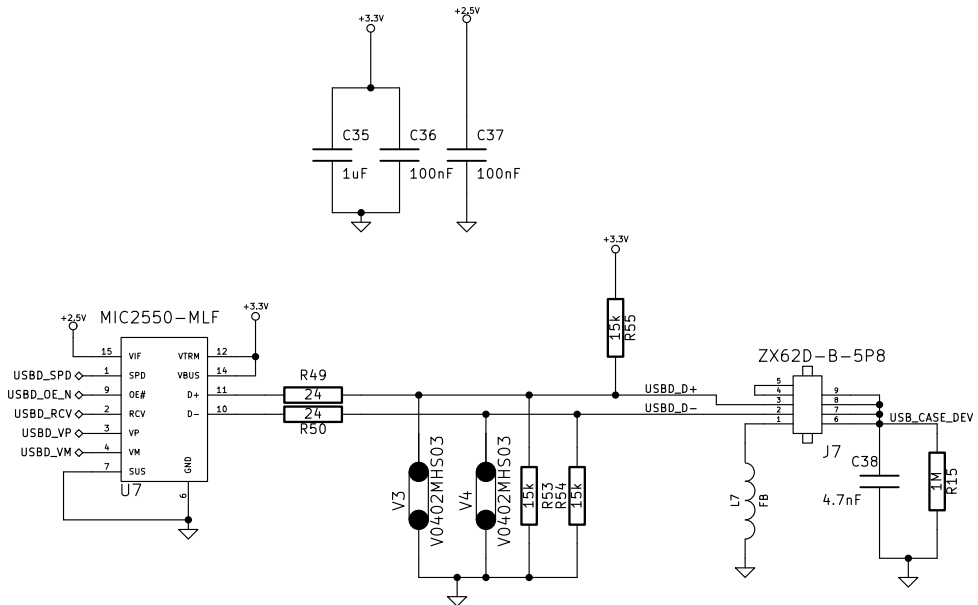 +3.3V
+2.5V
C35
1uF
C36
100nF
C37
100nF
+3.3V
15k
R55
+2.5V
MIC2550-MLF
+3.3V
15 VIF VTRM 12
USBD_SPD 1 SPD VBUS 14
USBD_OE_N 9 OE# D+ 11
USBD_RCV 2 RCV D- 10
USBD_VP 3 VP
USBD_VM 4 VM
7 SUS GND
6
U7
R49
24
24
R50
USBD_D+
USBD_D-
V3
V0402MHS03
V4
V0402MHS03
15k
R53
R54
15k
ZX62D-B-5P8
5
4 9
3 8
2 7
1 6
USB_CASE_DEV
J7
L7
FB
C38
4.7nF
1M
R15